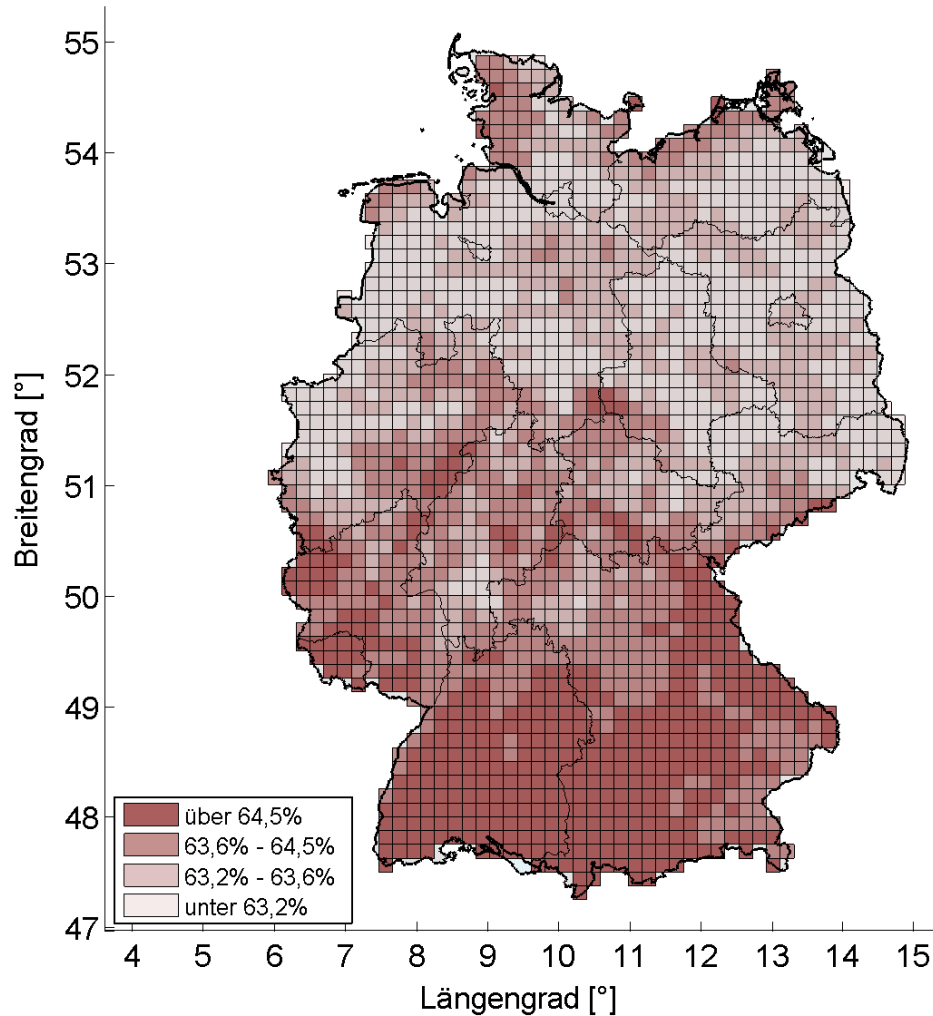 55
54
53
52
51
50
49
48
47
Breitengrad [°]
über 64,5%
63,6% - 64,5%
63,2% - 63,6%
unter 63,2%
4 5 6 7 8 9 10 11 12 13 14 15
Längengrad [°]